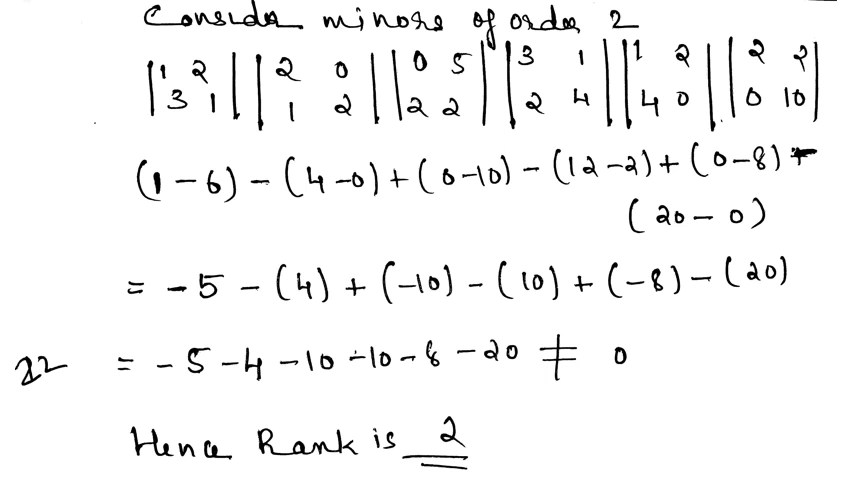 Consider minors of order 2
|1 2| |2 0| |0 5| |3 1| |1 2| |2 2|
|3 1| |1 2| |2 2| |2 4| |4 0| |0 10|
(1-6) - (4-0) + (0-10) - (12-2) + (0-8) -
(20-0)
= -5 - (4) + (-10) - (10) + (-8) - (20)
= -5 -4 -10 -10 -8 -20 ≠ 0
Hence Rank is 2